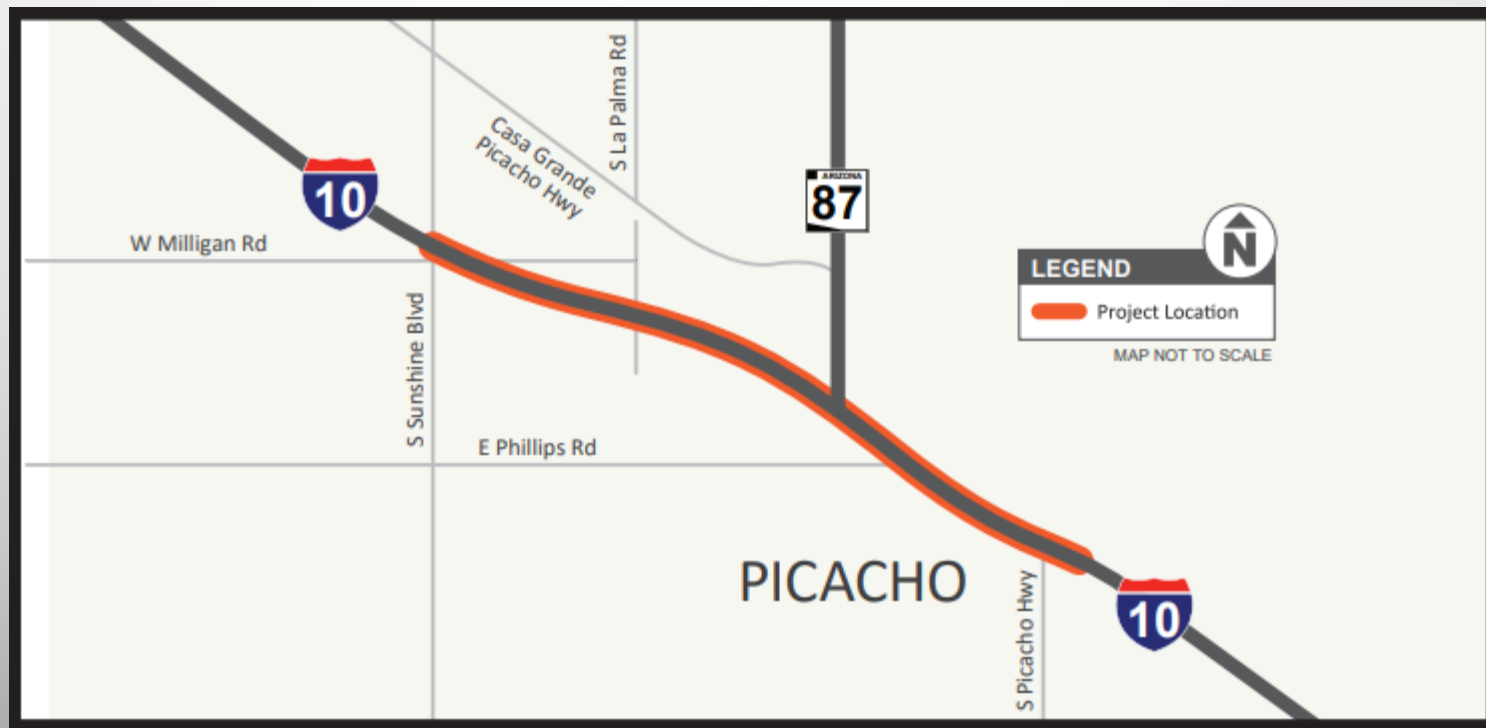 S La Palma Rd
Casa Grande
Picacho Hwy
10
ARIZONA
87
W Milligan Rd
N
LEGEND
Project Location
MAP NOT TO SCALE
S Sunshine Blvd
E Phillips Rd
PICACHO
S Picacho Hwy
10